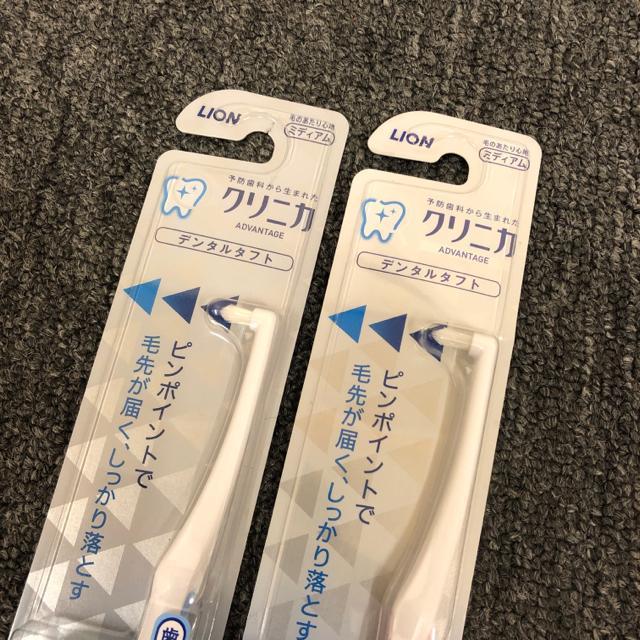 LION
毛のあたり心地
ミディアム
予防歯科から生まれた
クリニカ
ADVANTAGE
デンタルタフト
ピンポイントで
毛先が届く、しっかり落とす
歯
LION
毛のあたり心地
ミディアム
予防歯科から生まれた
クリニカ
ADVANTAGE
デンタルタフト
ピンポイントで
毛先が届く、しっかり落とす